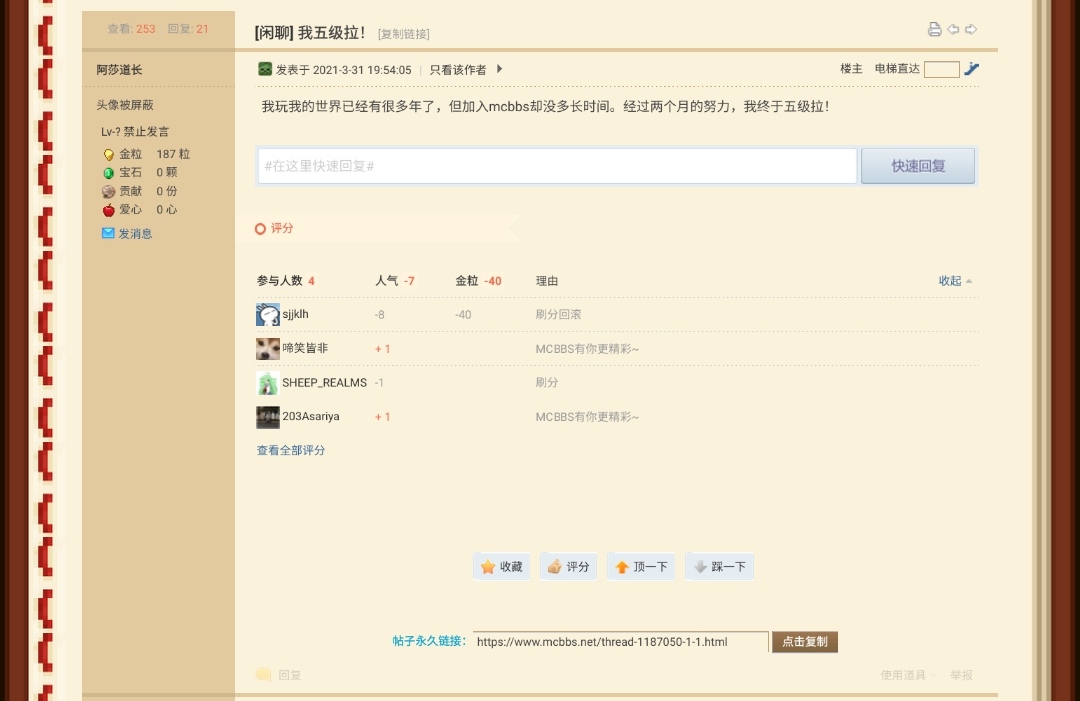 查看: 253 回复: 21
[闲聊] 我五级拉！ [复制链接]
阿莎道长
发表于 2021-3-31 19:54:05 | 只看该作者
楼主 电梯直达
头像被屏蔽
我玩我的世界已经有很多年了，但加入mcbbs却没多长时间。经过两个月的努力，我终于五级拉！
Lv-? 禁止发言
金粒 187 粒
宝石 0 颗
贡献 0 份
爱心 0 心
发消息
#在这里快速回复#
快速回复
评分
参与人数 4 人气 -7 金粒 -40 理由 收起
sjjklh -8 -40 刷分回滚
啼笑皆非 + 1 MCBBS有你更精彩~
SHEEP_REALMS -1 刷分
203Asariya + 1 MCBBS有你更精彩~
查看全部评分
收藏 评分 顶一下 踩一下
帖子永久链接： https://www.mcbbs.net/thread-1187050-1-1.html 点击复制
回复 使用道具 举报